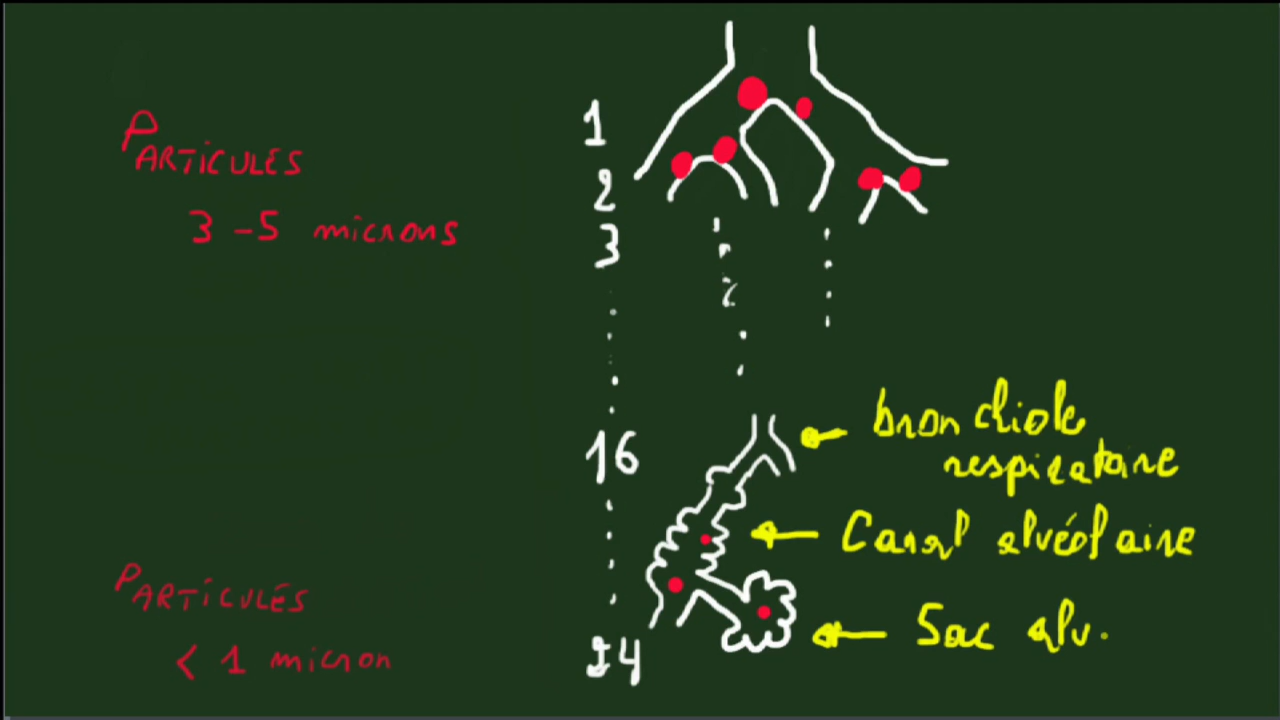 PARTICULES
3 - 5 microns
1
2
3
16
bronchiole
respiratoire
Canal alvéolaire
PARTICULES
< 1 micron
Sac alv.
24